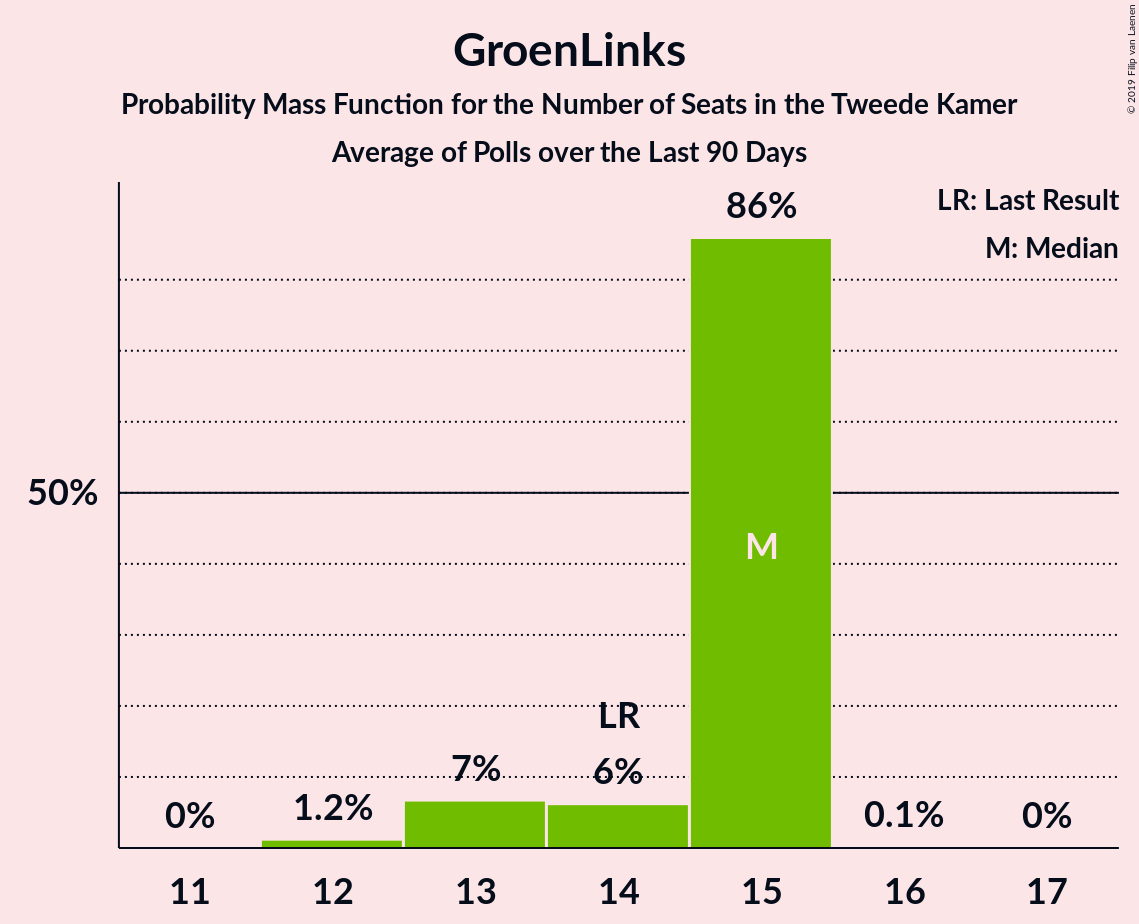 GroenLinks
Probability Mass Function for the Number of Seats in the Tweede Kamer
Average of Polls over the Last 90 Days
© 2019 Filip van Laenen
LR: Last Result
M: Median
86%
50%
M
LR
7%
6%
0%
1.2%
0.1%
0%
11 12 13 14 15 16 17